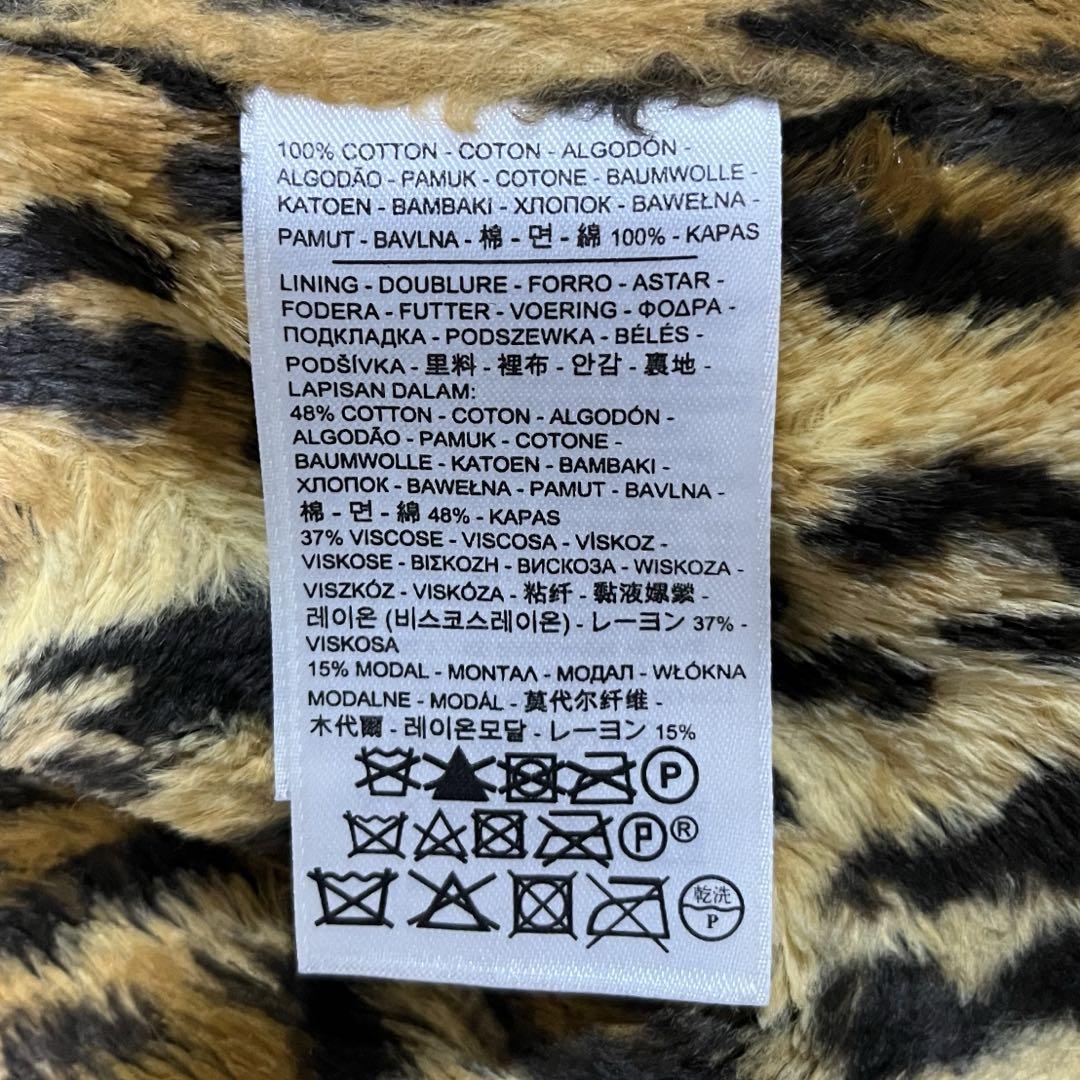 100% COTTON - COTON - ALGODÓN -
ALGODÃO - PAMUK - COTONE - BAUMWOLLE -
KATOEN - BAMBAKI - ХЛОПОК - BAWEŁNA -
PAMUT - BAVLNA - 棉 - 면 - 綿 100% - KAPAS
LINING - DOUBLURE - FORRO - ASTAR -
FODERA - FUTTER - VOERING - ΦΟΔΡΑ -
ПОДКЛАДКА - PODSZEWKA - BÉLÉS -
PODŠÍVKA - 里料 - 裡布 - 안감 - 裏地 -
LAPISAN DALAM:
48% COTTON - COTON - ALGODÓN -
ALGODÃO - PAMUK - COTONE -
BAUMWOLLE - KATOEN - BAMBAKI -
ХЛОПОК - BAWEŁNA - PAMUT - BAVLNA -
棉 - 면 - 綿 48% - KAPAS
37% VISCOSE - VISCOSA - VİSKOZ -
VISKOSE - ΒΙΣΚΟΖΗ - ВИСКОЗА - WISKOZA -
VISZKÓZ - VISKÓZA - 粘纤 - 黏液嫘縈 -
레이온 (비스코스레이온) - レーヨン 37% -
VISKOSA
15% MODAL - ΜΟΝΤΑΛ - МОДАЛ - WŁÓKNA
MODALNE - MODÁL - 莫代尔纤维 -
木代爾 - 레이온모달 - レーヨン 15%
P
P ®
乾洗
P